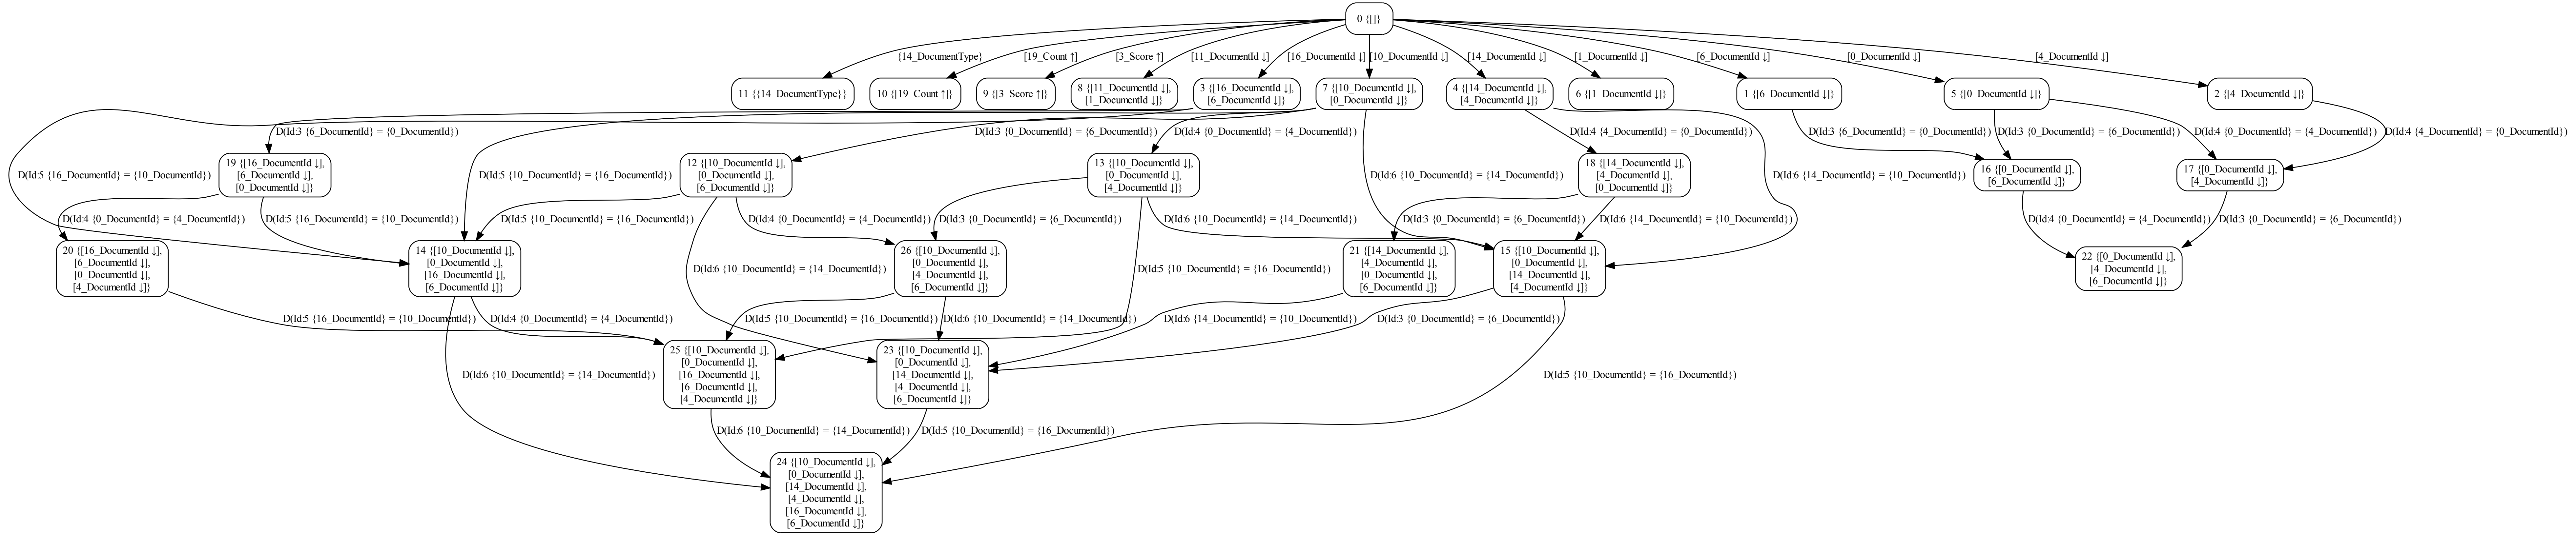 0 {[]}
{14_DocumentType}
[19_Count ↑]
[3_Score ↑]
[11_DocumentId ↓]
[16_DocumentId ↓]
[10_DocumentId ↓]
[14_DocumentId ↓]
[1_DocumentId ↓]
[6_DocumentId ↓]
[0_DocumentId ↓]
[4_DocumentId ↓]
11 {{14_DocumentType}}
10 {[19_Count ↑]}
9 {[3_Score ↑]}
8 {[11_DocumentId ↓],
[1_DocumentId ↓]}
3 {[16_DocumentId ↓],
[6_DocumentId ↓]}
7 {[10_DocumentId ↓],
[0_DocumentId ↓]}
4 {[14_DocumentId ↓],
[4_DocumentId ↓]}
6 {[1_DocumentId ↓]}
1 {[6_DocumentId ↓]}
5 {[0_DocumentId ↓]}
2 {[4_DocumentId ↓]}
D(Id:3 {6_DocumentId} = {0_DocumentId})
D(Id:3 {0_DocumentId} = {6_DocumentId})
D(Id:4 {0_DocumentId} = {4_DocumentId})
D(Id:4 {4_DocumentId} = {0_DocumentId})
D(Id:3 {6_DocumentId} = {0_DocumentId})
D(Id:3 {0_DocumentId} = {6_DocumentId})
D(Id:4 {0_DocumentId} = {4_DocumentId})
D(Id:4 {4_DocumentId} = {0_DocumentId})
D(Id:5 {16_DocumentId} = {10_DocumentId})
19 {[16_DocumentId ↓],
[6_DocumentId ↓],
[0_DocumentId ↓]}
D(Id:5 {10_DocumentId} = {16_DocumentId})
12 {[10_DocumentId ↓],
[0_DocumentId ↓],
[6_DocumentId ↓]}
13 {[10_DocumentId ↓],
[0_DocumentId ↓],
[4_DocumentId ↓]}
D(Id:6 {10_DocumentId} = {14_DocumentId})
18 {[14_DocumentId ↓],
[4_DocumentId ↓],
[0_DocumentId ↓]}
D(Id:6 {14_DocumentId} = {10_DocumentId})
16 {[0_DocumentId ↓],
[6_DocumentId ↓]}
17 {[0_DocumentId ↓],
[4_DocumentId ↓]}
D(Id:4 {0_DocumentId} = {4_DocumentId})
D(Id:5 {16_DocumentId} = {10_DocumentId})
D(Id:5 {10_DocumentId} = {16_DocumentId})
D(Id:4 {0_DocumentId} = {4_DocumentId})
D(Id:3 {0_DocumentId} = {6_DocumentId})
D(Id:6 {10_DocumentId} = {14_DocumentId})
D(Id:3 {0_DocumentId} = {6_DocumentId})
D(Id:6 {14_DocumentId} = {10_DocumentId})
D(Id:4 {0_DocumentId} = {4_DocumentId})
D(Id:3 {0_DocumentId} = {6_DocumentId})
20 {[16_DocumentId ↓],
[6_DocumentId ↓],
[0_DocumentId ↓],
[4_DocumentId ↓]}
14 {[10_DocumentId ↓],
[0_DocumentId ↓],
[16_DocumentId ↓],
[6_DocumentId ↓]}
D(Id:6 {10_DocumentId} = {14_DocumentId})
26 {[10_DocumentId ↓],
[0_DocumentId ↓],
[4_DocumentId ↓],
[6_DocumentId ↓]}
D(Id:5 {10_DocumentId} = {16_DocumentId})
21 {[14_DocumentId ↓],
[4_DocumentId ↓],
[0_DocumentId ↓],
[6_DocumentId ↓]}
15 {[10_DocumentId ↓],
[0_DocumentId ↓],
[14_DocumentId ↓],
[4_DocumentId ↓]}
22 {[0_DocumentId ↓],
[4_DocumentId ↓],
[6_DocumentId ↓]}
D(Id:5 {16_DocumentId} = {10_DocumentId})
D(Id:4 {0_DocumentId} = {4_DocumentId})
D(Id:5 {10_DocumentId} = {16_DocumentId})
D(Id:6 {10_DocumentId} = {14_DocumentId})
D(Id:6 {14_DocumentId} = {10_DocumentId})
D(Id:3 {0_DocumentId} = {6_DocumentId})
D(Id:6 {10_DocumentId} = {14_DocumentId})
25 {[10_DocumentId ↓],
[0_DocumentId ↓],
[16_DocumentId ↓],
[6_DocumentId ↓],
[4_DocumentId ↓]}
23 {[10_DocumentId ↓],
[0_DocumentId ↓],
[14_DocumentId ↓],
[4_DocumentId ↓],
[6_DocumentId ↓]}
D(Id:5 {10_DocumentId} = {16_DocumentId})
D(Id:6 {10_DocumentId} = {14_DocumentId})
D(Id:5 {10_DocumentId} = {16_DocumentId})
24 {[10_DocumentId ↓],
[0_DocumentId ↓],
[14_DocumentId ↓],
[4_DocumentId ↓],
[16_DocumentId ↓],
[6_DocumentId ↓]}